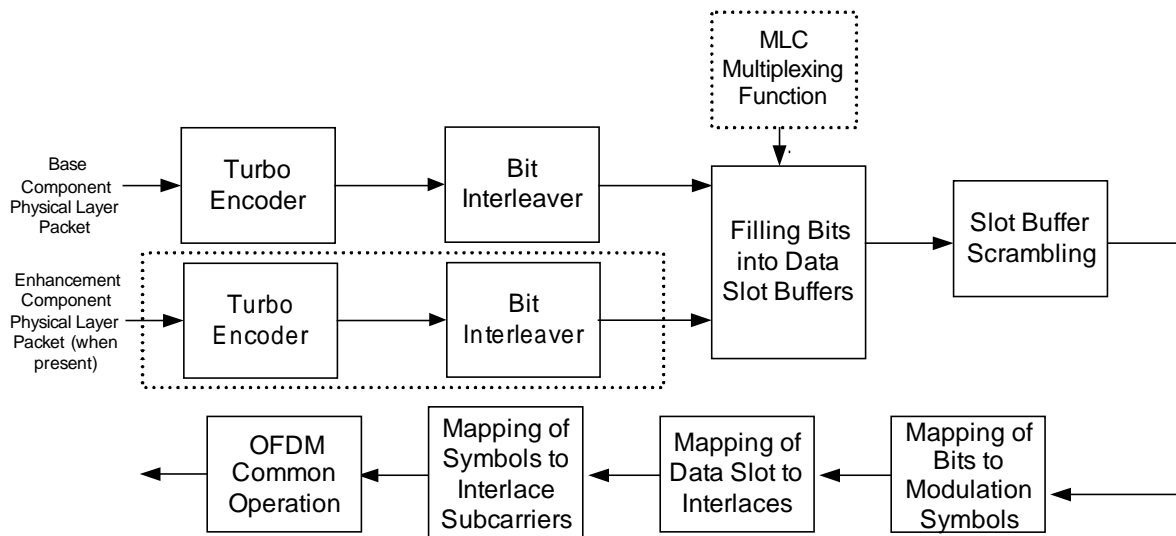 MLC
Multiplexing
Function
Base
Component
Physical Layer
Packet
Turbo
Encoder
Bit
Interleaver
Filling Bits
into Data
Slot Buffers
Slot Buffer
Scrambling
Enhancement
Component
Physical Layer
Packet (when
present)
Turbo
Encoder
Bit
Interleaver
OFDM
Common
Operation
Mapping of
Symbols to
Interlace
Subcarriers
Mapping of
Data Slot to
Interlaces
Mapping of
Bits to
Modulation
Symbols